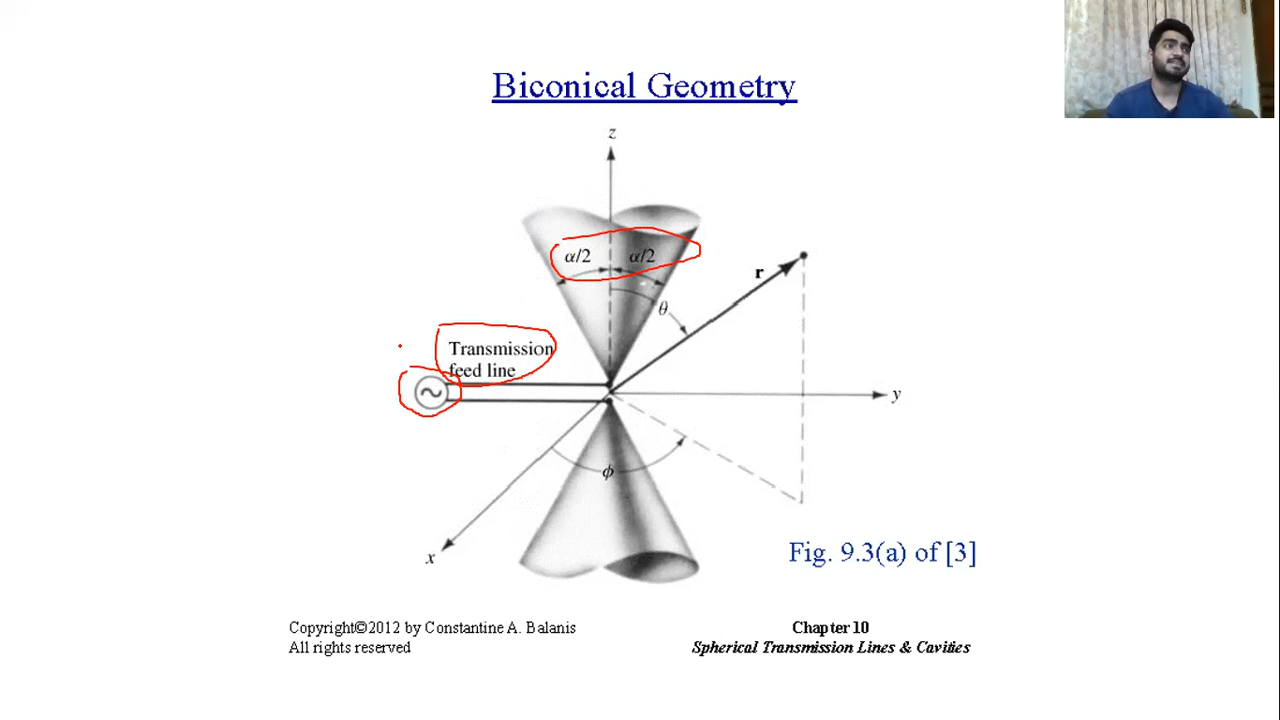 Biconical Geometry
z
α/2 α/2
r
θ
Transmission
feed line
y
ϕ
x
Fig. 9.3(a) of [3]
Copyright©2012 by Constantine A. Balanis
All rights reserved
Chapter 10
Spherical Transmission Lines & Cavities